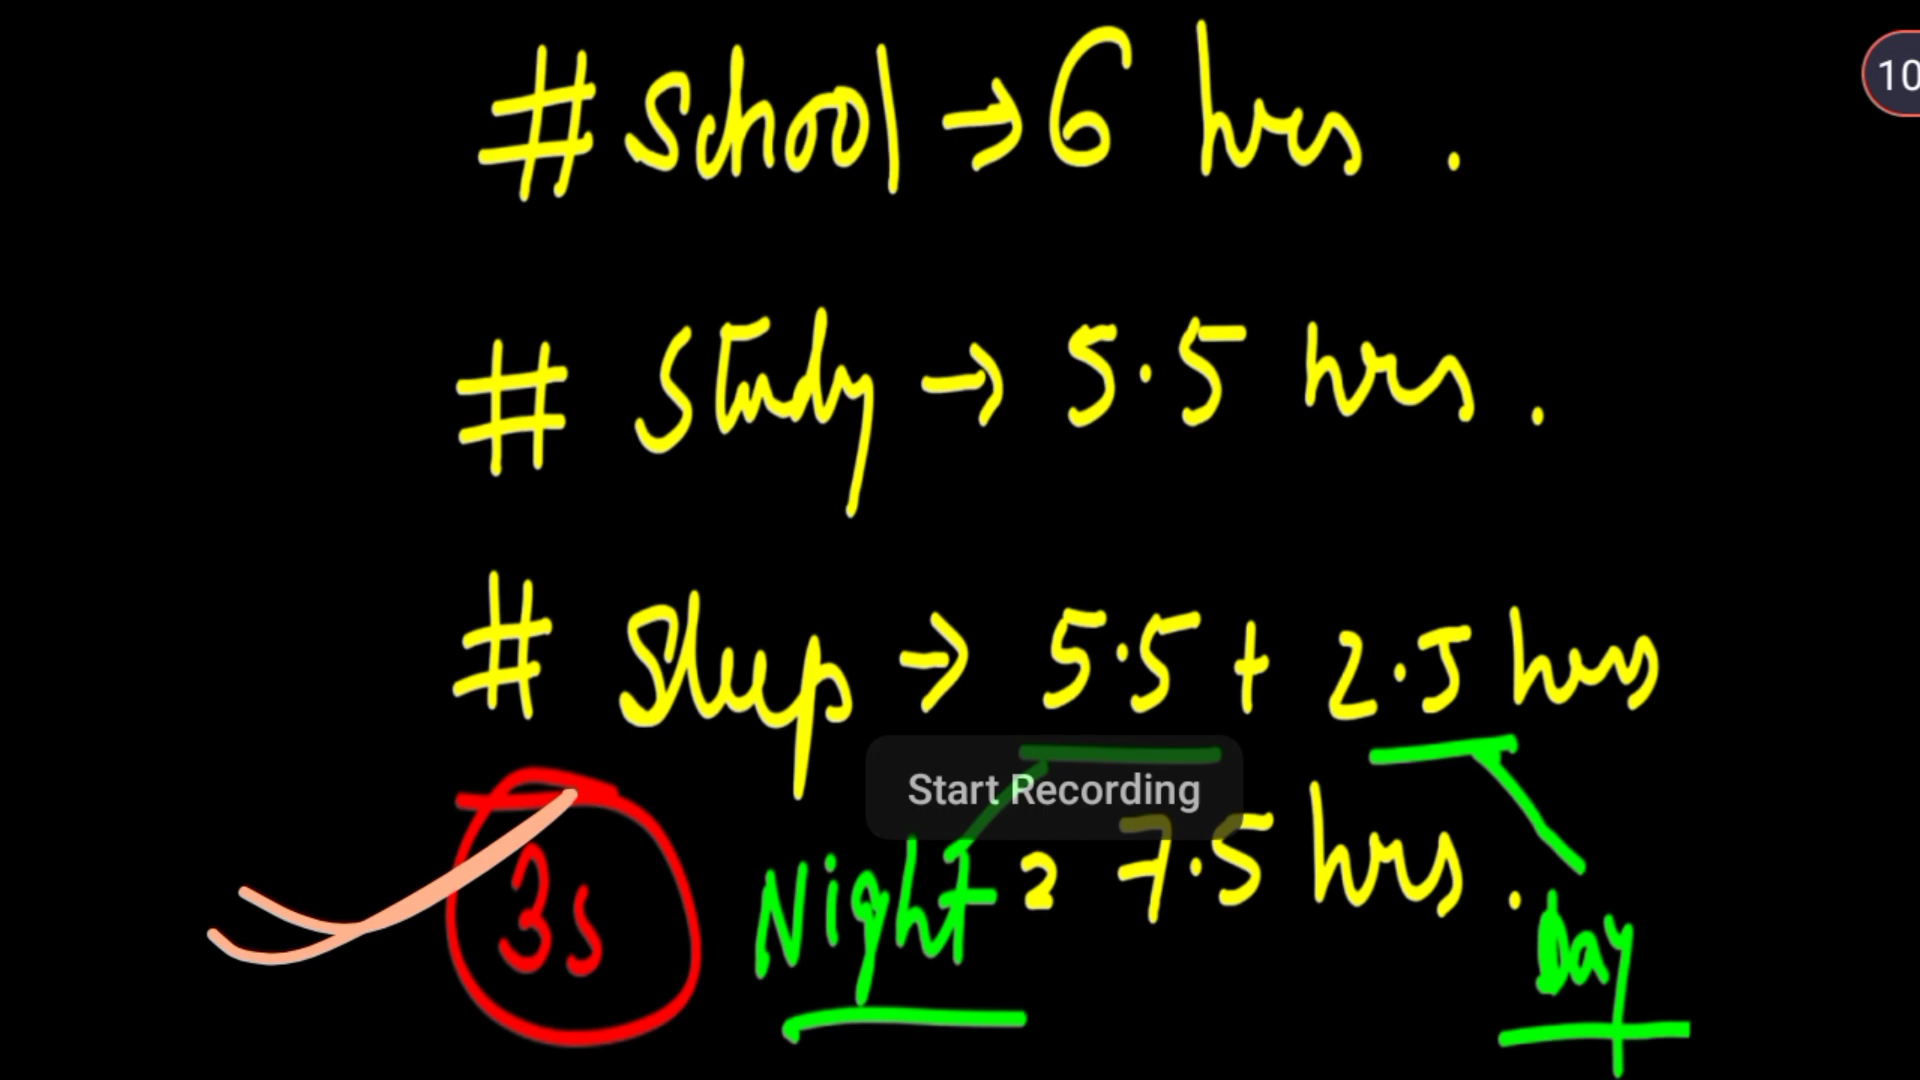 # School → 6 hrs .
10
# Study → 5.5 hrs .
# Sleep → 5.5 + 2.5 hrs
Start Recording
= 7.5 hrs .
3s
Night
Day